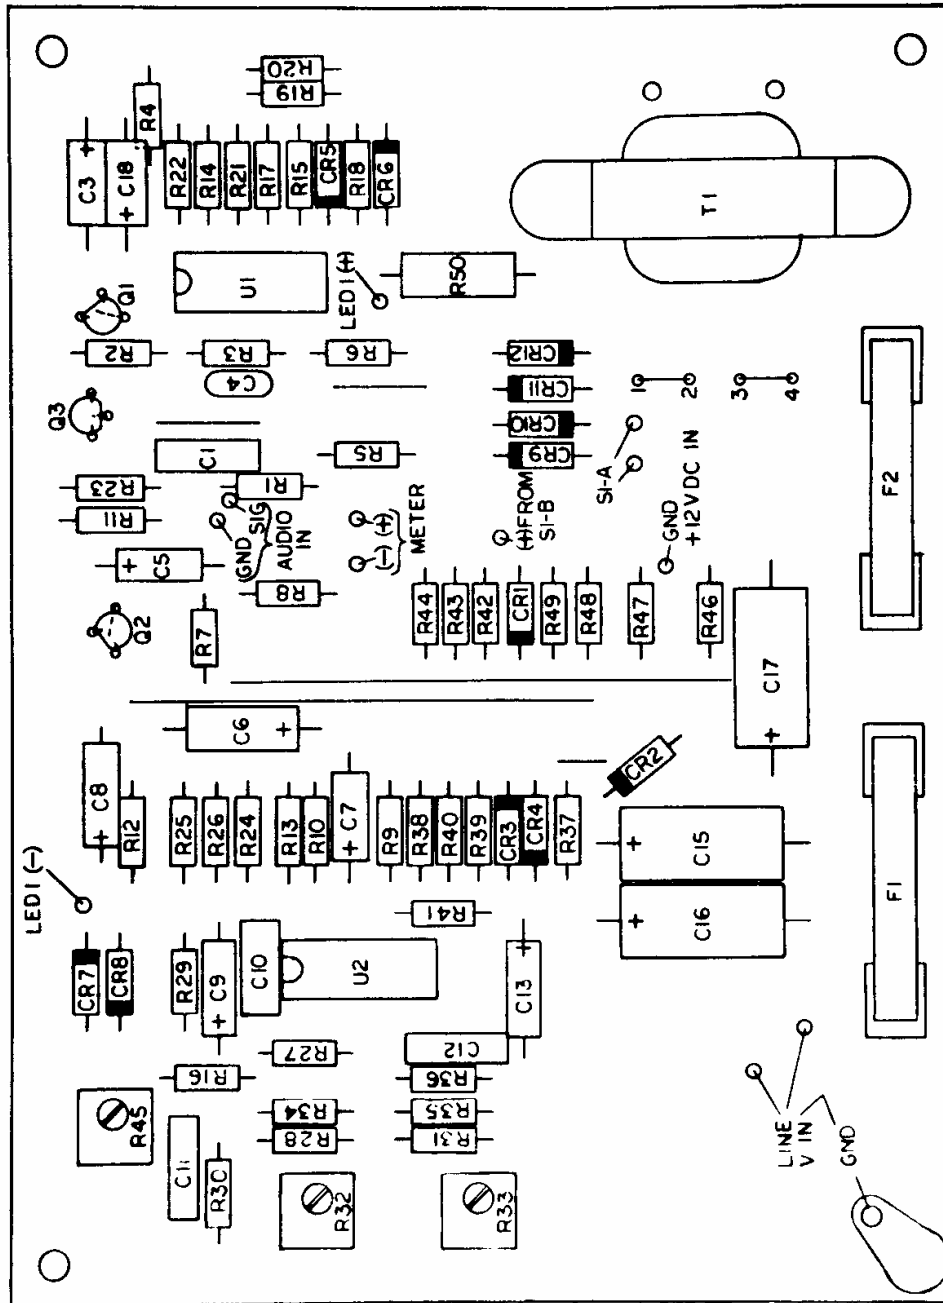 R20
R19
R4
C3 +
C18 +
R22
R14
R21
R17
R15
CR5
R18
CR6
T1
U1
LED1 (+)
R50
Q1
R2
R3
R6
C4
CR12
CR11
CR10
CR9
1
2
3
4
Q3
C1
R5
R23
R1
R11
SIG
GND
AUDIO
IN
(-) (+)
METER
(+) FROM
S1-B
S1-A
GND
+12VDC IN
F2
C5 +
R8
Q2
R7
R44
R43
R42
CR1
R49
R48
R47
R46
C17 +
C6 +
CR2
C8 +
R12
R25
R26
R24
R13
R10
C7 +
R9
R38
R40
R39
CR3
CR4
R37
C15 +
C16 +
F1
LED1 (-)
R41
CR7
CR8
R29
C9 +
C10
U2
C13 +
R27
C12
R16
R36
R45
R34
R35
R28
R31
C11
R30
R32
R33
LINE
V IN
GND